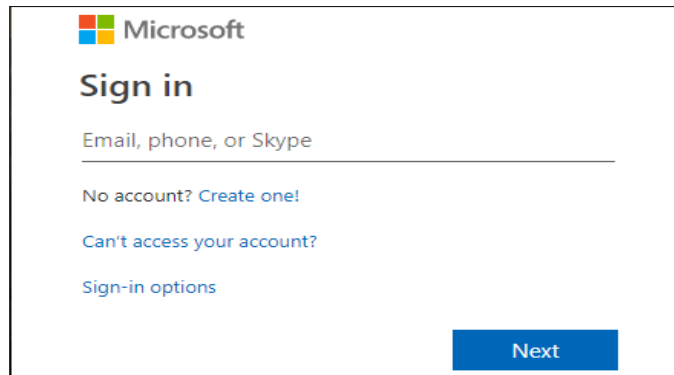 Microsoft
Sign in
Email, phone, or Skype
No account? Create one!
Can't access your account?
Sign-in options
Next